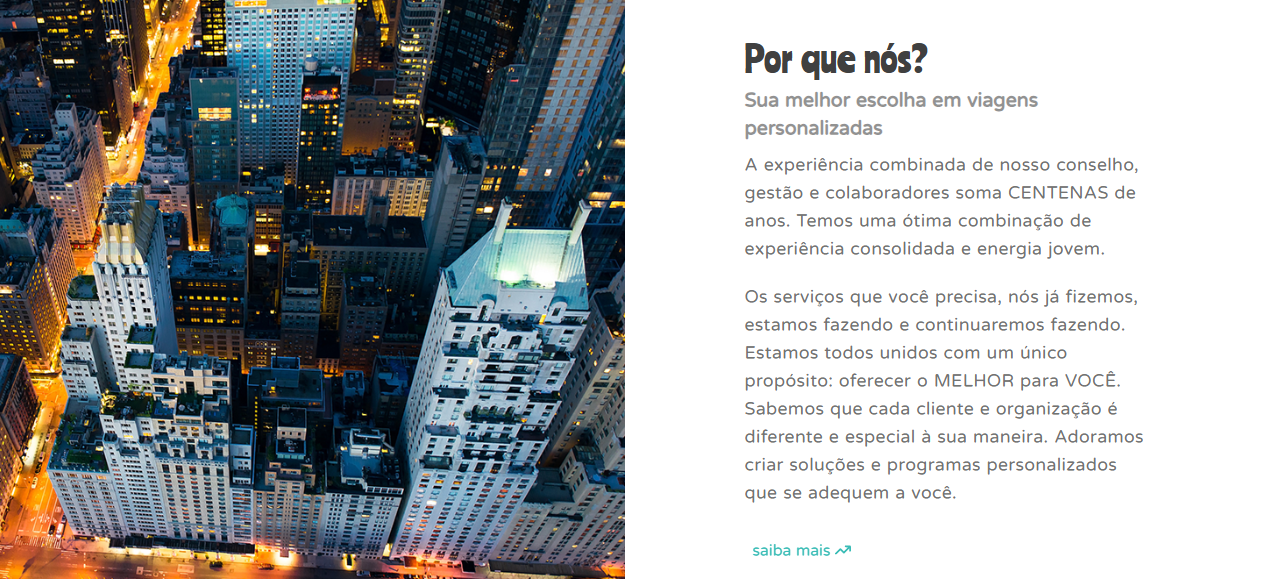 Por que nós?
Sua melhor escolha em viagens
personalizadas
A experiência combinada de nosso conselho,
gestão e colaboradores soma CENTENAS de
anos. Temos uma ótima combinação de
experiência consolidada e energia jovem.
Os serviços que você precisa, nós já fizemos,
estamos fazendo e continuaremos fazendo.
Estamos todos unidos com um único
propósito: oferecer o MELHOR para VOCÊ.
Sabemos que cada cliente e organização é
diferente e especial à sua maneira. Adoramos
criar soluções e programas personalizados
que se adequem a você.
saiba mais